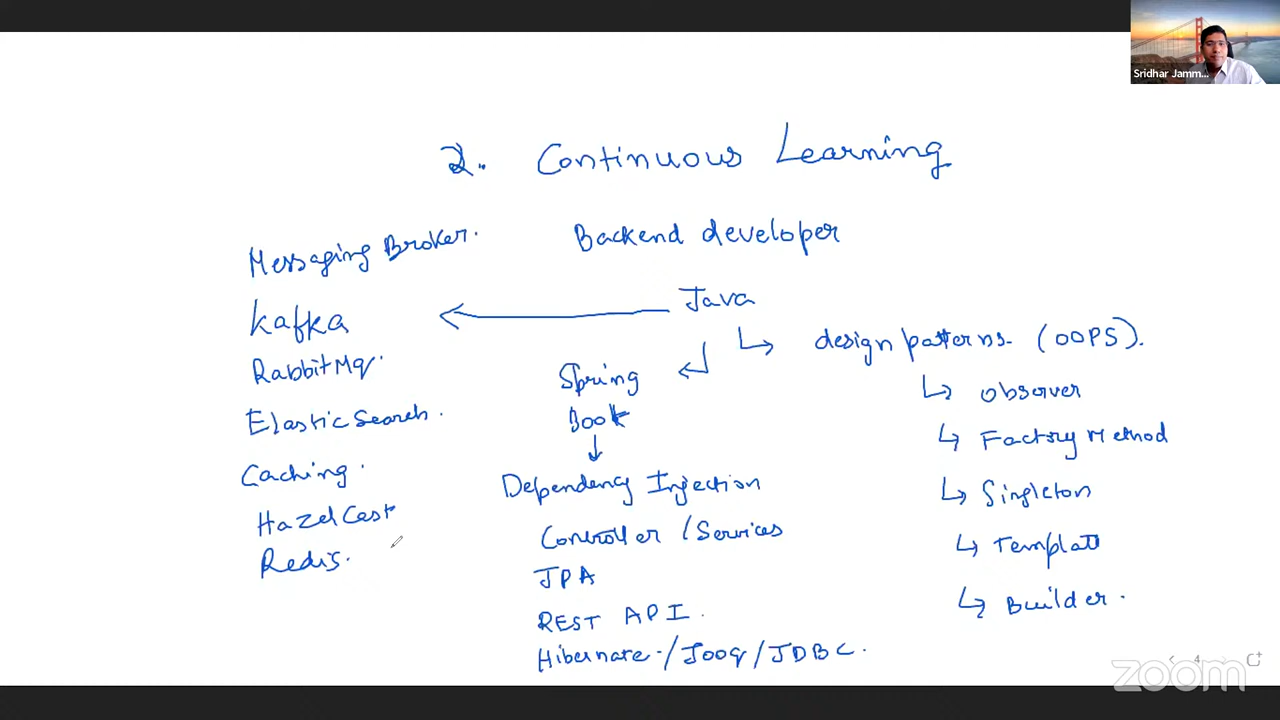 Sridhar Jamm...
2. Continuous Learning
Backend developer
Messaging Broker.
Kafka
RabbitMq.
ElasticSearch.
Caching.
HazelCast
Redis.
Java
Spring
Boot
Dependency Injection
Controller / Services
JPA
REST API.
Hibernate / Jooq / JDBC.
design patterns. (OOPS).
Observer
Factory Method
Singleton
Template
Builder.
4
zoom